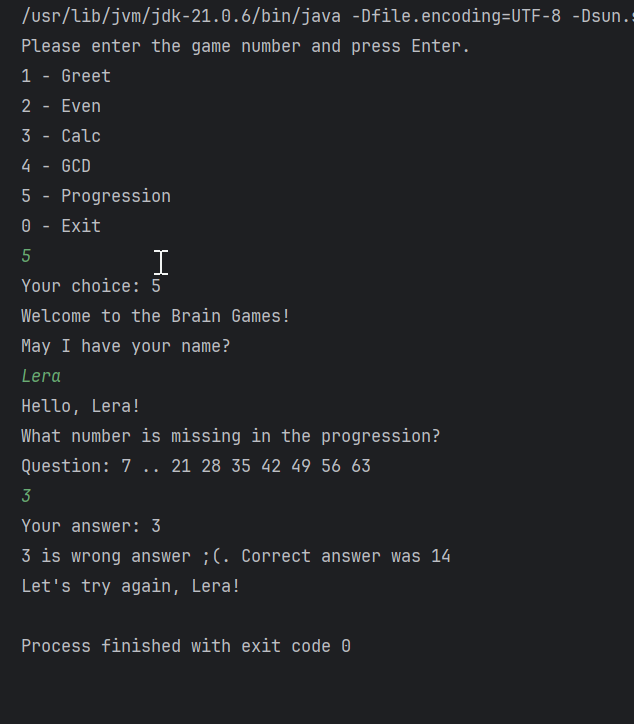 /usr/lib/jvm/jdk-21.0.6/bin/java -Dfile.encoding=UTF-8 -Dsun.
Please enter the game number and press Enter.
1 - Greet
2 - Even
3 - Calc
4 - GCD
5 - Progression
0 - Exit
5
Your choice: 5
Welcome to the Brain Games!
May I have your name?
Lera
Hello, Lera!
What number is missing in the progression?
Question: 7 .. 21 28 35 42 49 56 63
3
Your answer: 3
3 is wrong answer ;(. Correct answer was 14
Let's try again, Lera!
Process finished with exit code 0